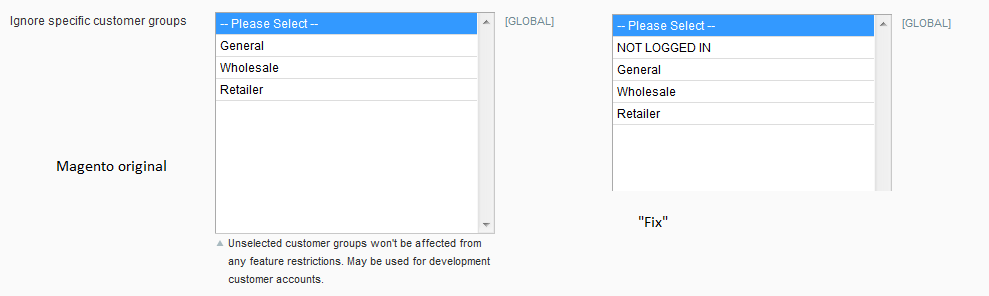 Ignore specific customer groups
-- Please Select --
General
Wholesale
Retailer
[GLOBAL]
Unselected customer groups won't be affected from
any feature restrictions. May be used for development
customer accounts.
Magento original
-- Please Select --
NOT LOGGED IN
General
Wholesale
Retailer
[GLOBAL]
"Fix"